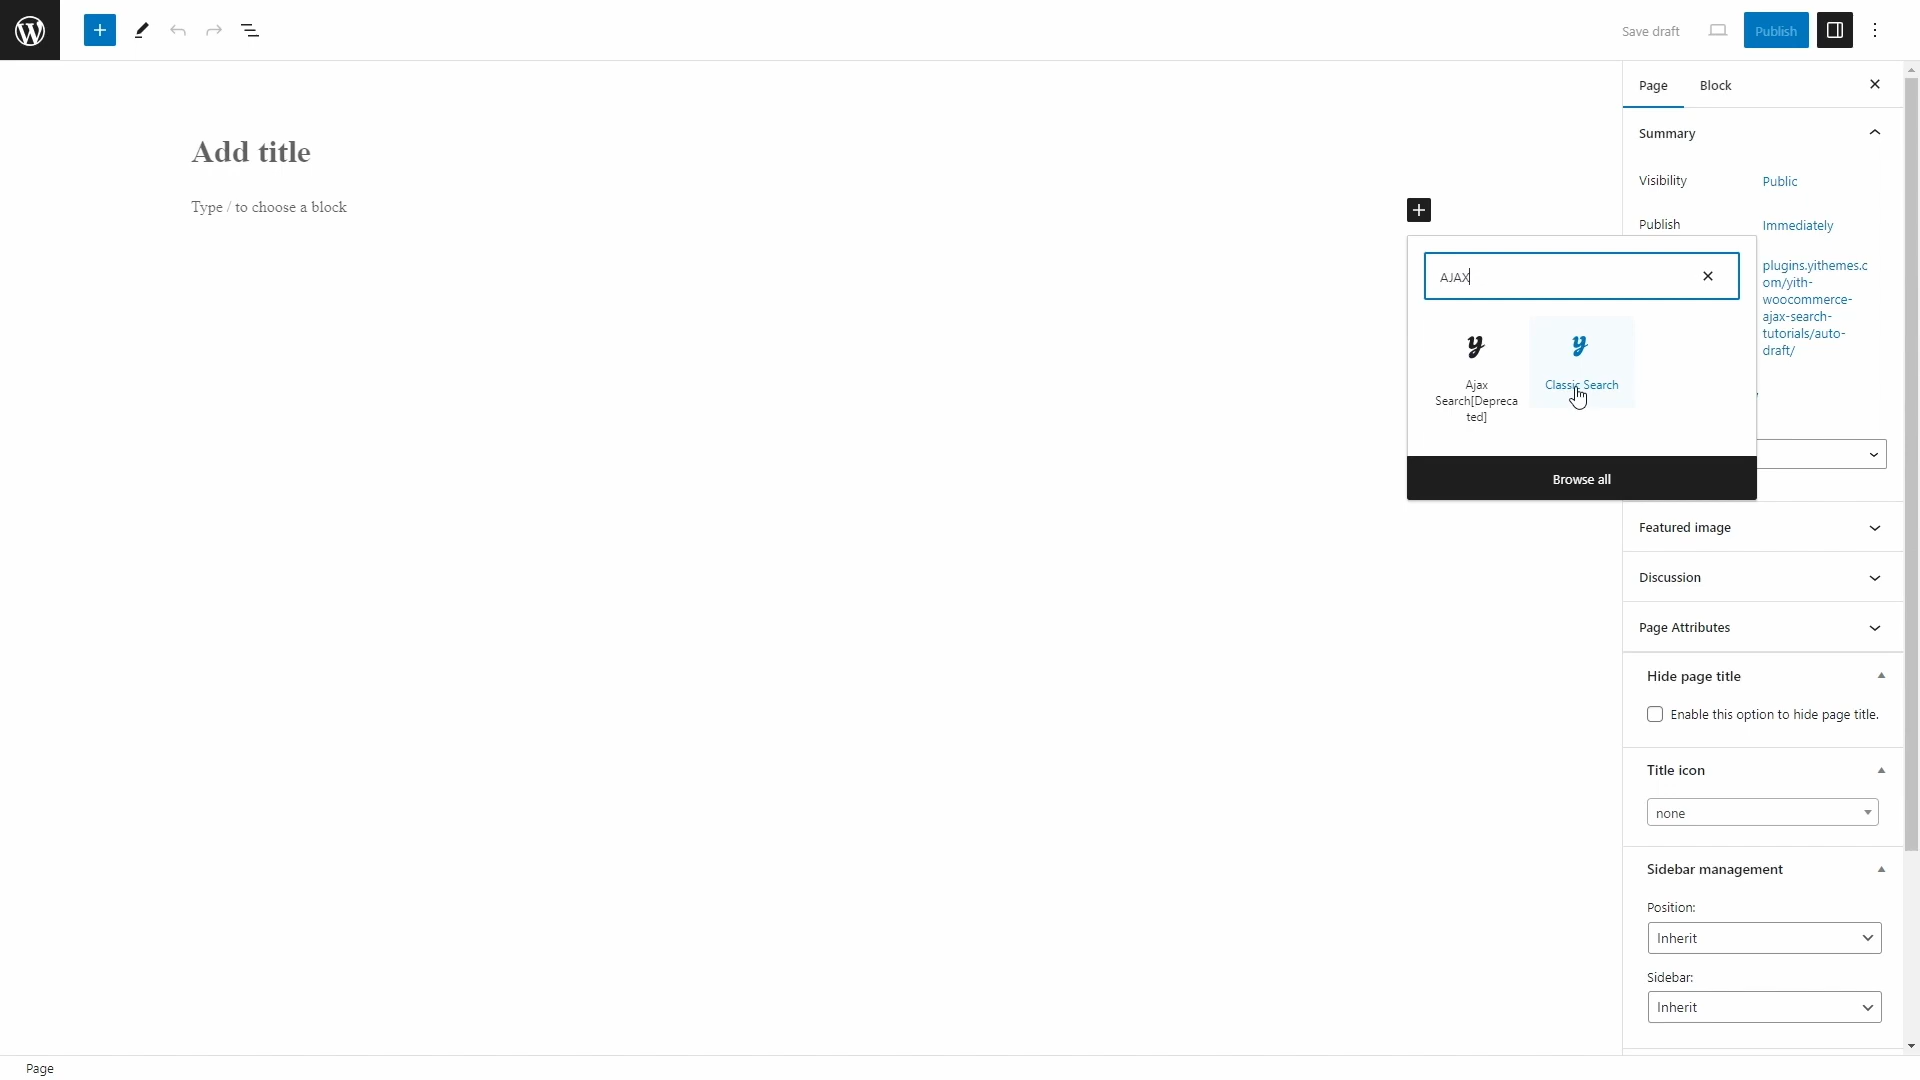 Save draft
Publish
Page
Block
Summary
Visibility
Public
Publish
Immediately
plugins.yithemes.c
om/yith-
woocommerce-
ajax-search-
tutorials/auto-
draft/
Add title
Type / to choose a block
AJAX
Ajax
Search[Depreca
ted]
Classic Search
Browse all
Featured image
Discussion
Page Attributes
Hide page title
Enable this option to hide page title.
Title icon
none
Sidebar management
Position:
Inherit
Sidebar:
Inherit
Page